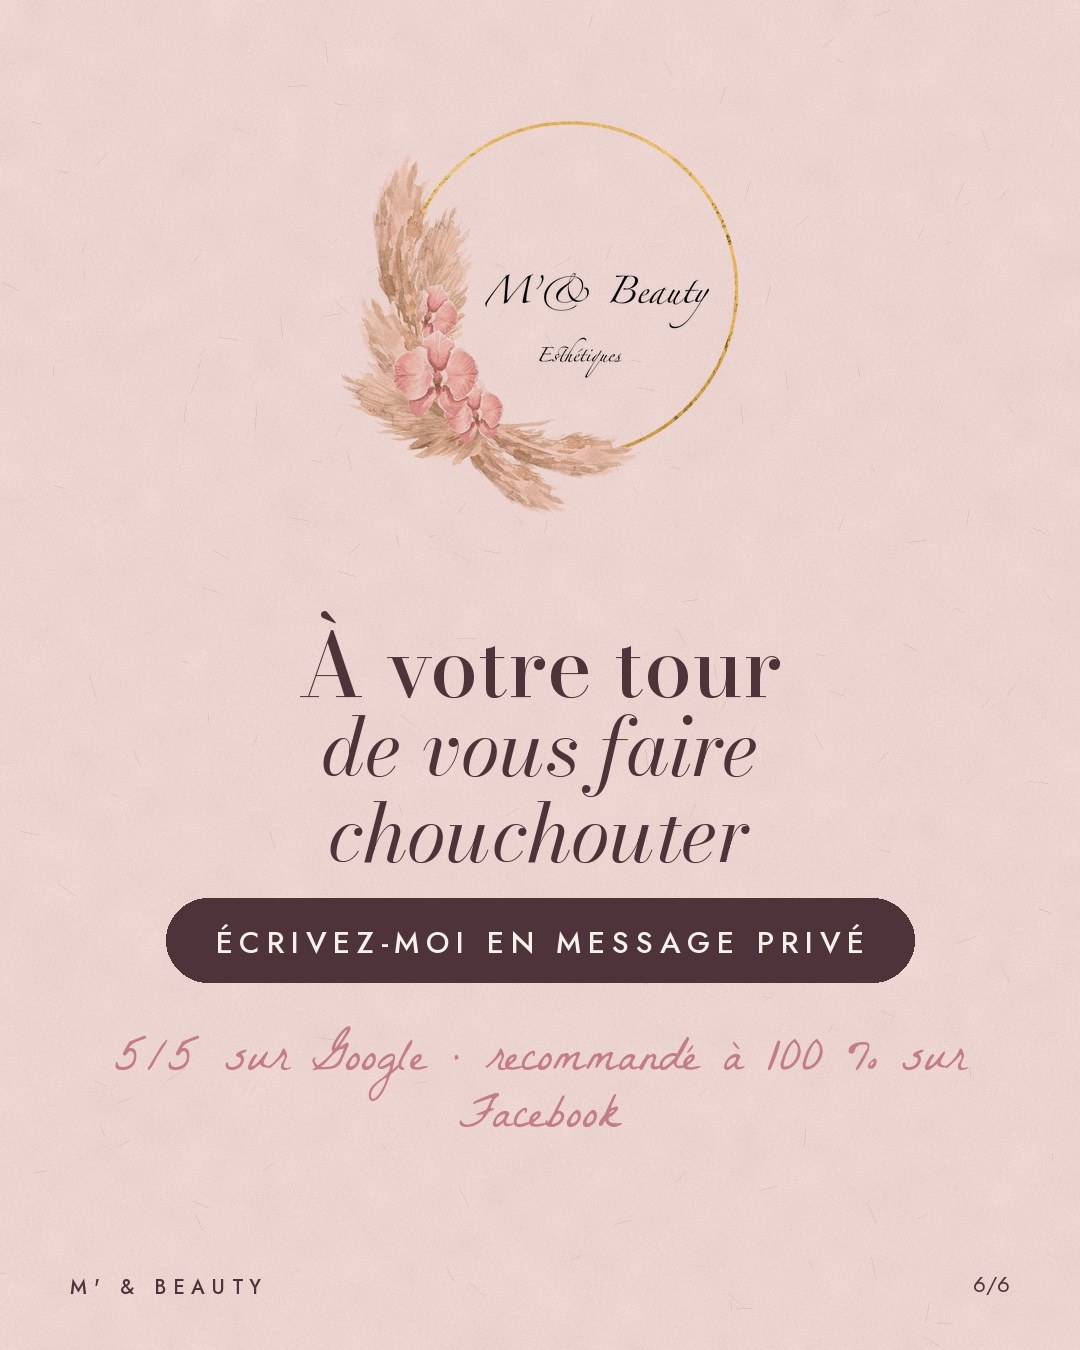 M'& Beauty
Esthétiques
À votre tour
de vous faire
chouchouter
ÉCRIVEZ-MOI EN MESSAGE PRIVÉ
5/5 sur Google · recommandé à 100 % sur
Facebook
M' & BEAUTY
6/6